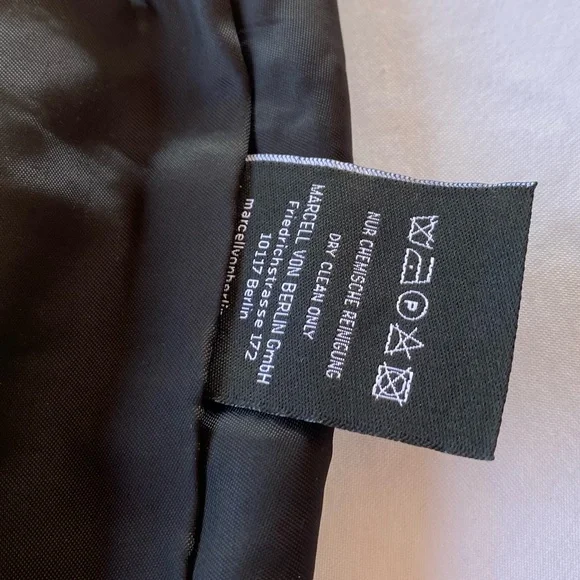 P
NUR CHEMISCHE REINIGUNG
DRY CLEAN ONLY
MARCELL VON BERLIN GmbH
Friedrichstrasse 172
10117 Berlin